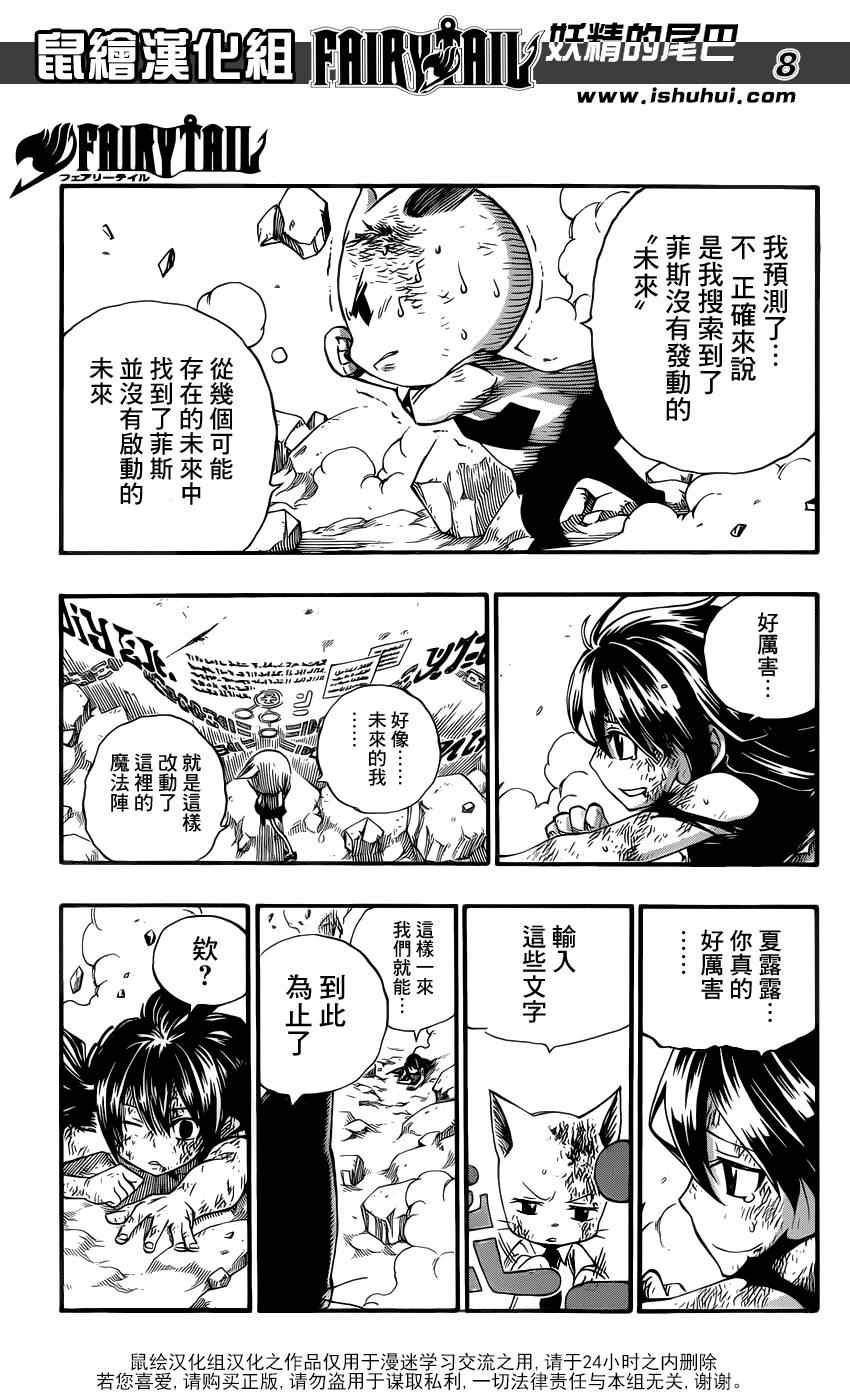 鼠繪漢化組
FAIRY TAIL
妖精的尾巴
8
www.ishuhui.com
FAIRY TAIL
フェアリーテイル
我預測了…
不 正確來說
是我搜索到了
菲斯沒有發動的
〝未來〞
從幾個可能
存在的未來中
找到了菲斯
並沒有啟動的
未來
好厲害…
好像……
未來的我
……
就是這樣
改動了
這裡的
魔法陣
夏露露…
你真的
好厲害
……
輸入
這些文字
這樣一來
我們就能…
到此
為止了
欸?
鼠绘汉化组汉化之作品仅用于漫迷学习交流之用, 请于24小时之内删除
若您喜爱, 请购买正版, 请勿盗用于谋取私利, 一切法律责任与本组无关, 谢谢。